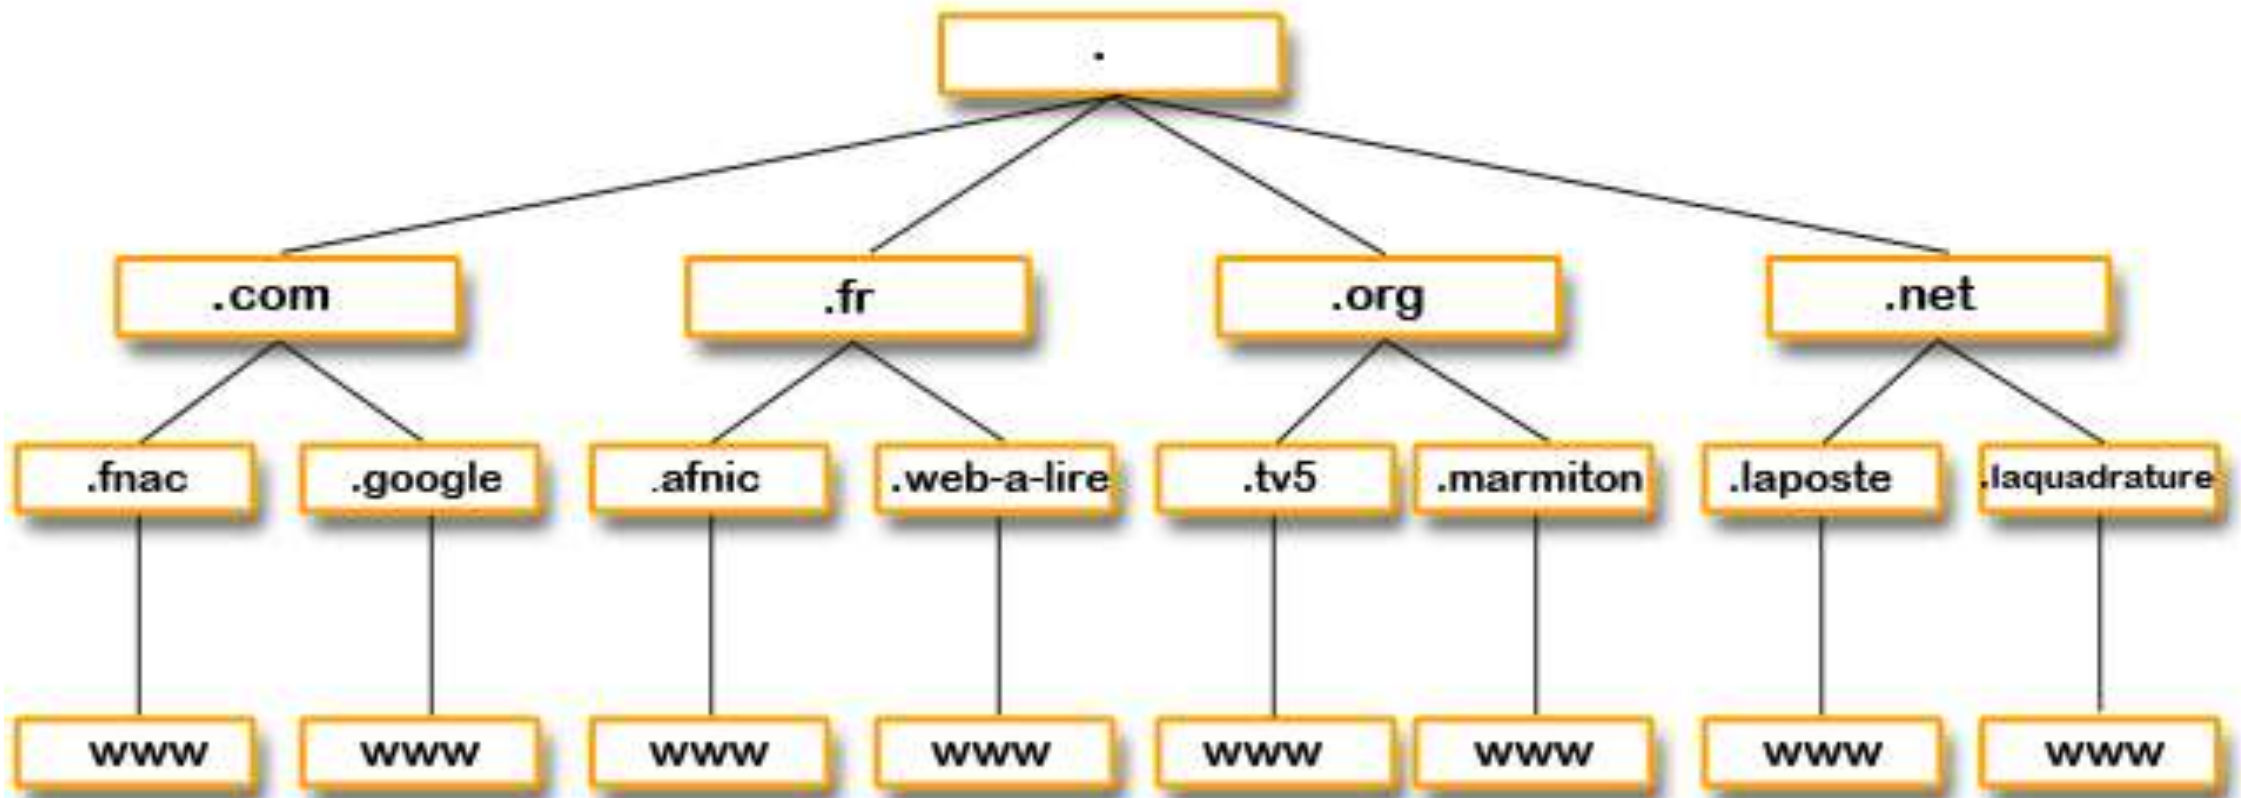 .
.com .fr .org .net
.fnac .google .afnic .web-a-lire .tv5 .marmiton .laposte .laquadrature
www www www www www www www www